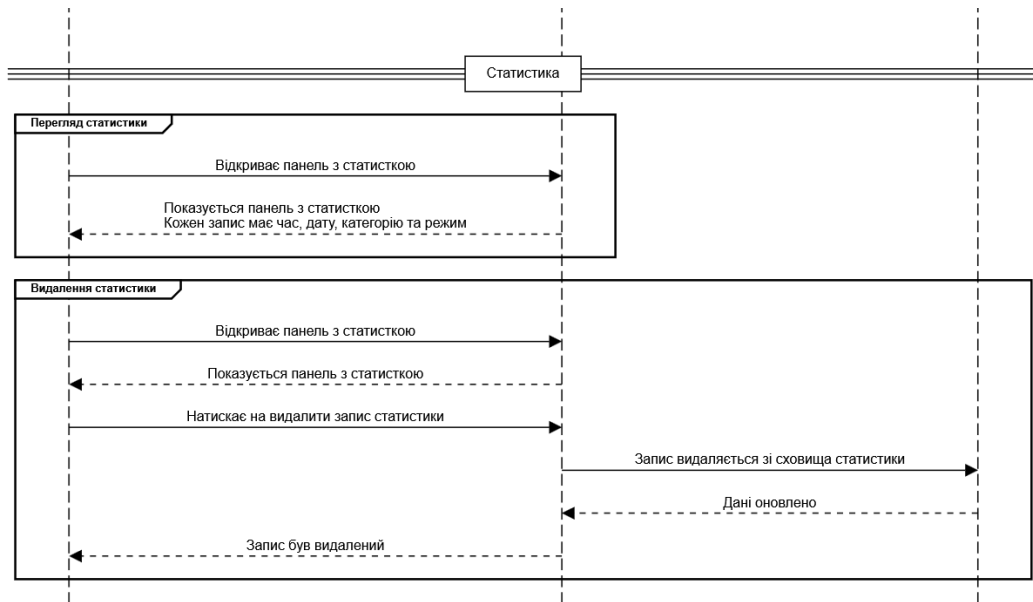 Статистика
Перегляд статистики
Відкриває панель з статисткою
Показується панель з статисткою
Кожен запис має час, дату, категорію та режим
Видалення статистики
Відкриває панель з статисткою
Показується панель з статисткою
Натискає на видалити запис статистики
Запис видаляється зі сховища статистики
Дані оновлено
Запис був видалений